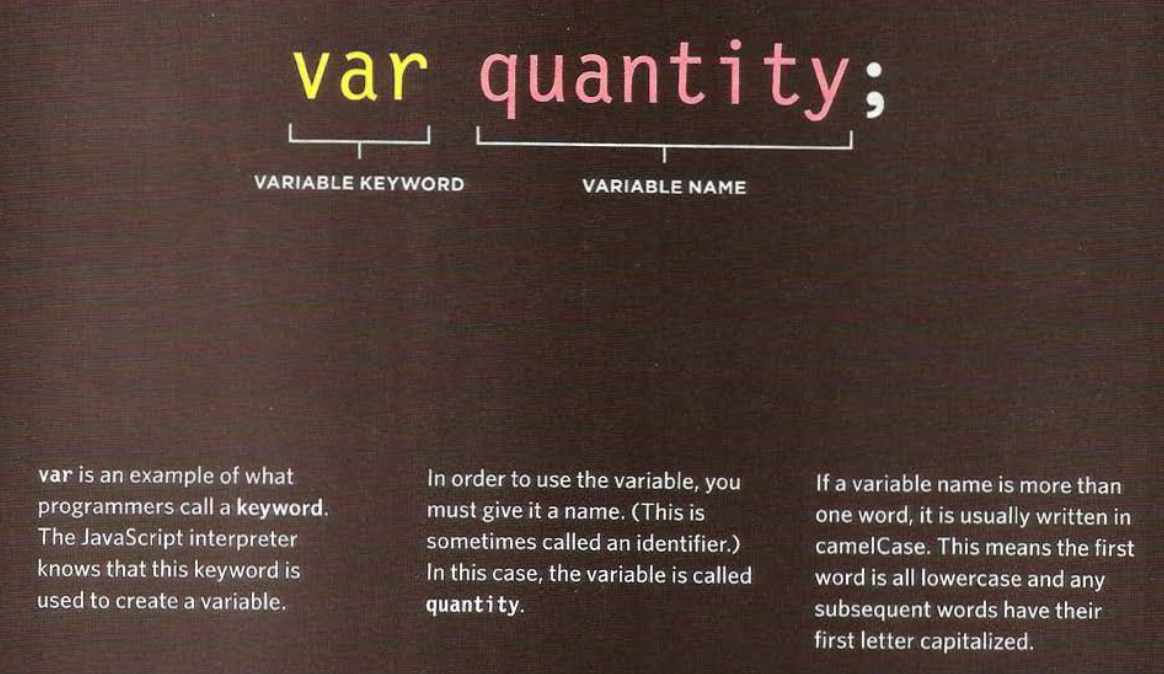 var quantity;
VARIABLE KEYWORD
VARIABLE NAME
var is an example of what
programmers call a keyword.
The JavaScript interpreter
knows that this keyword is
used to create a variable.
In order to use the variable, you
must give it a name. (This is
sometimes called an identifier.)
In this case, the variable is called
quantity.
If a variable name is more than
one word, it is usually written in
camelCase. This means the first
word is all lowercase and any
subsequent words have their
first letter capitalized.